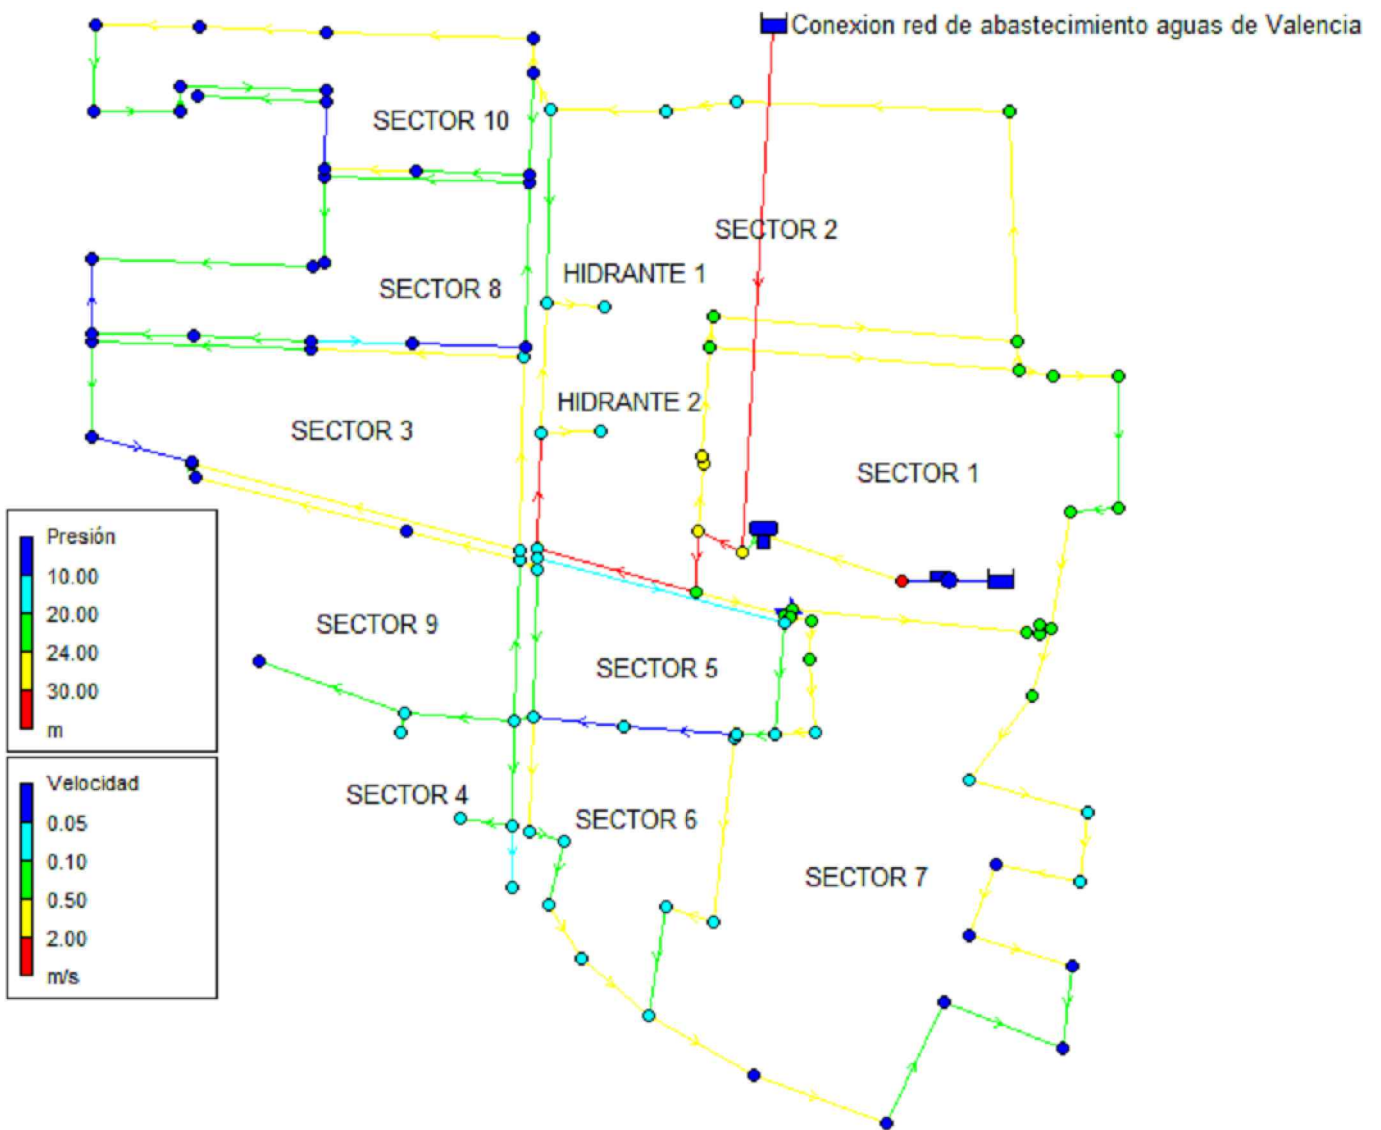 Conexion red de abastecimiento aguas de Valencia
SECTOR 10
SECTOR 2
HIDRANTE 1
SECTOR 8
HIDRANTE 2
SECTOR 3
SECTOR 1
Presión
10.00
20.00
24.00
30.00
m
SECTOR 9
SECTOR 5
Velocidad
0.05
0.10
0.50
2.00
m/s
SECTOR 4
SECTOR 6
SECTOR 7